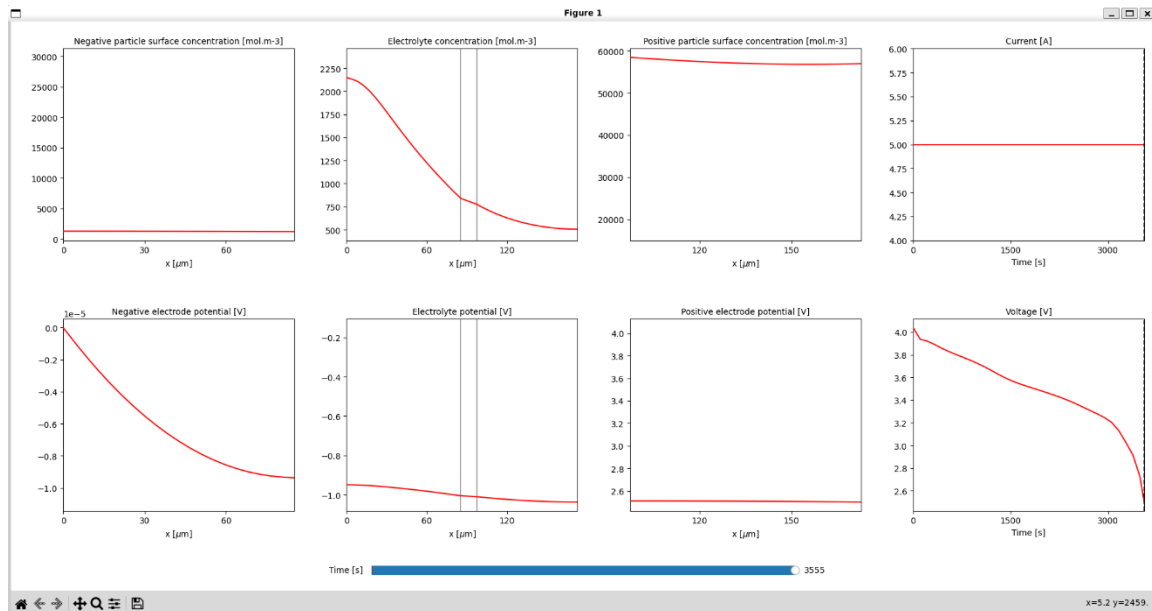 Figure 1
Negative particle surface concentration [mol.m-3]
30000
25000
20000
15000
10000
5000
0
0 30 60
x [μm]
Electrolyte concentration [mol.m-3]
2250
2000
1750
1500
1250
1000
750
500
0 60 120
x [μm]
Positive particle surface concentration [mol.m-3]
60000
50000
40000
30000
20000
120 150
x [μm]
Current [A]
6.00
5.75
5.50
5.25
5.00
4.75
4.50
4.25
4.00
0 1500 3000
Time [s]
Negative electrode potential [V]
1e−5
0.0
−0.2
−0.4
−0.6
−0.8
−1.0
0 30 60
x [μm]
Electrolyte potential [V]
−0.2
−0.4
−0.6
−0.8
−1.0
0 60 120
x [μm]
Positive electrode potential [V]
4.0
3.8
3.6
3.4
3.2
3.0
2.8
2.6
120 150
x [μm]
Voltage [V]
4.0
3.8
3.6
3.4
3.2
3.0
2.8
2.6
0 1500 3000
Time [s]
Time [s] 3555
x=5.2 y=2459.